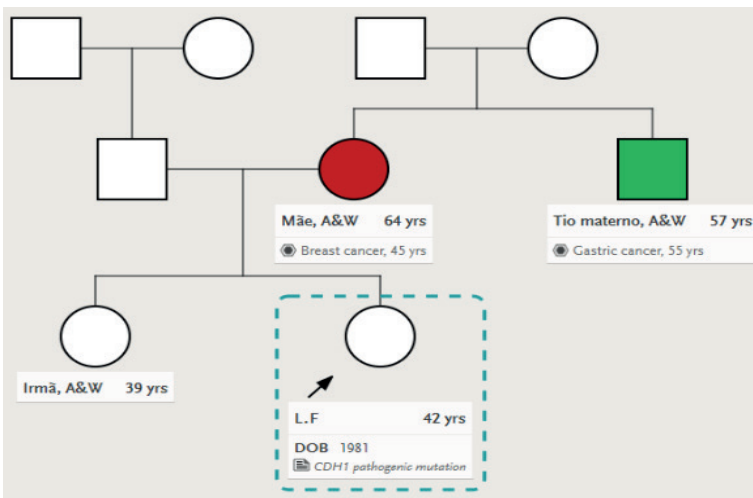 Mãe, A&W 64 yrs
Breast cancer, 45 yrs
Tio materno, A&W 57 yrs
Gastric cancer, 55 yrs
Irmã, A&W 39 yrs
L.F 42 yrs
DOB 1981
CDH1 pathogenic mutation